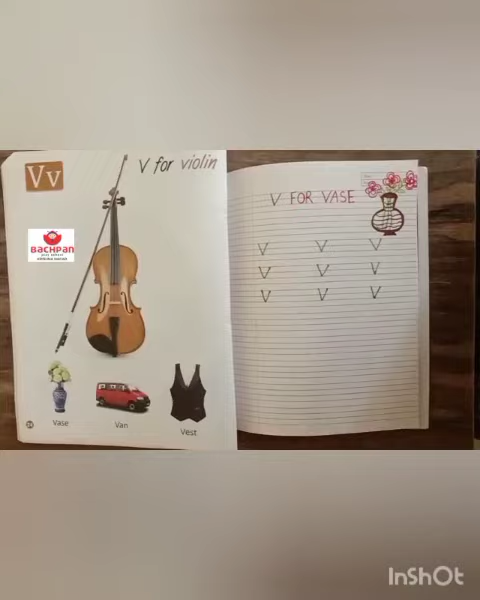 Vv
V for violin
BACHPAN
Vase
Van
Vest
V FOR VASE
V V V
V V V
V V V
InShOt